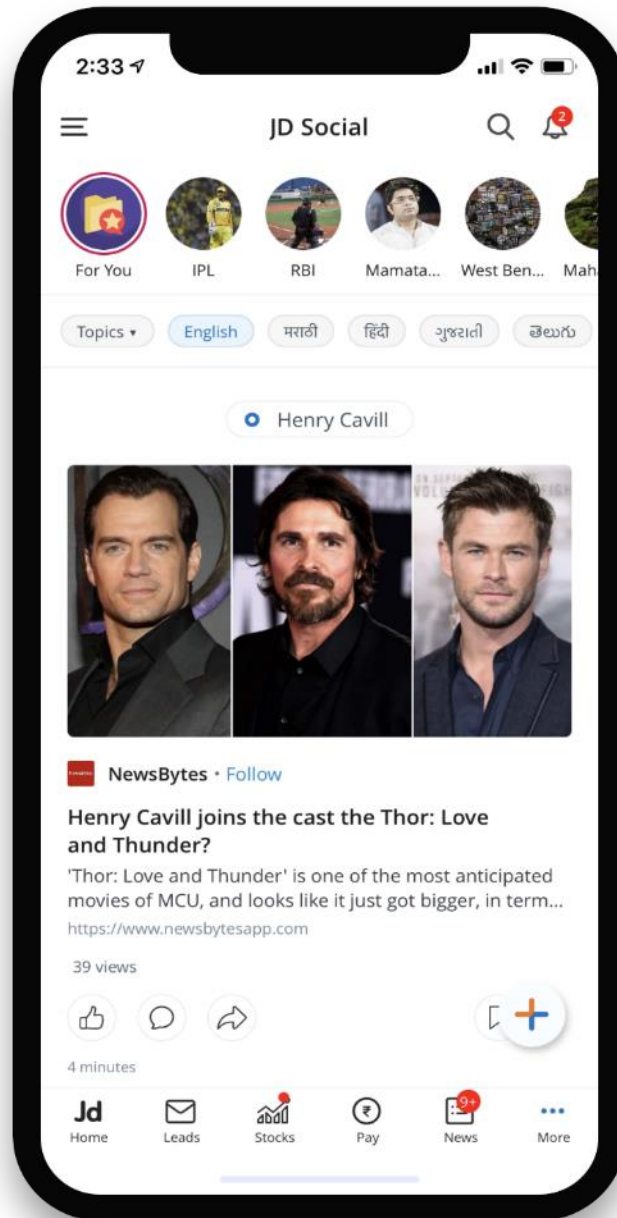 2:33
JD Social
2
For You IPL RBI Mamata... West Ben... Mah
Topics English मराठी हिंदी ગુજરાતી తెలుగు
Henry Cavill
NewsBytes • Follow
Henry Cavill joins the cast the Thor: Love
and Thunder?
'Thor: Love and Thunder' is one of the most anticipated
movies of MCU, and looks like it just got bigger, in term...
https://www.newsbytesapp.com
39 views
4 minutes
Jd 9+
Home Leads Stocks Pay News More